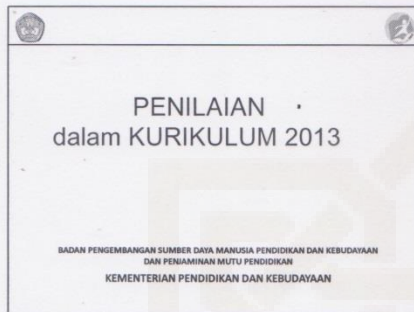 PENILAIAN
dalam KURIKULUM 2013
BADAN PENGEMBANGAN SUMBER DAYA MANUSIA PENDIDIKAN DAN KEBUDAYAAN
DAN PENJAMINAN MUTU PENDIDIKAN
KEMENTERIAN PENDIDIKAN DAN KEBUDAYAAN